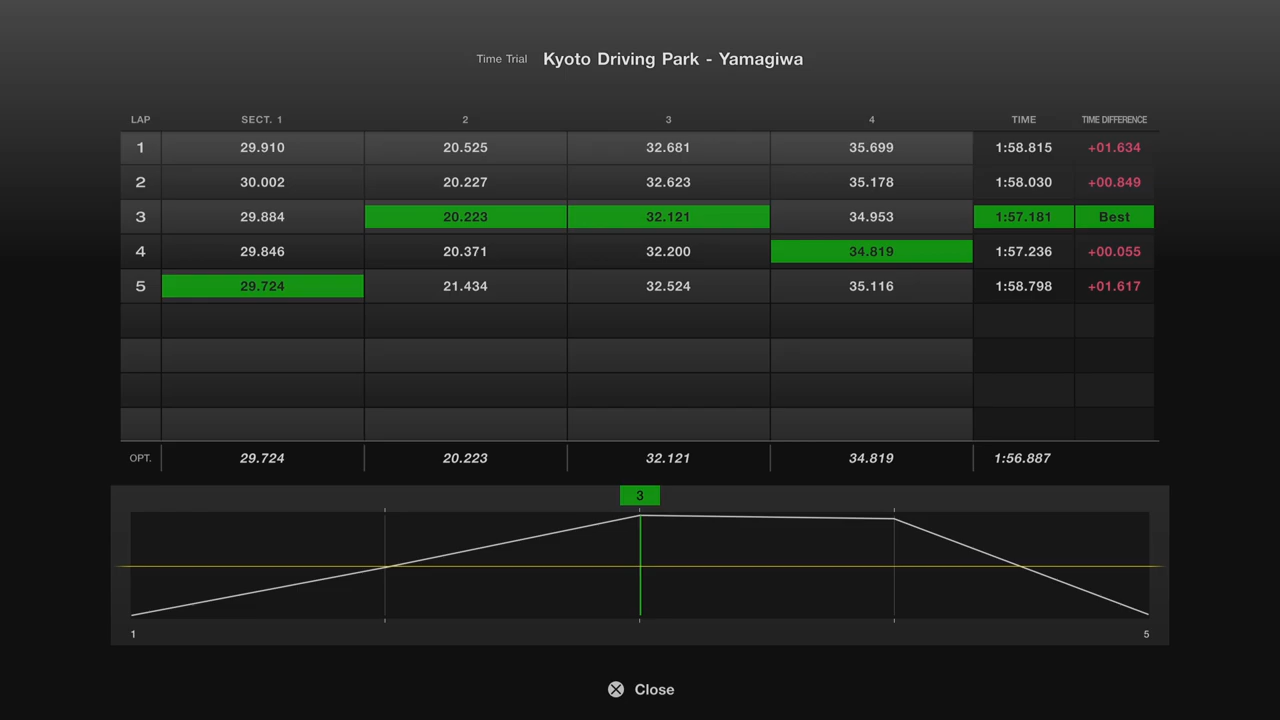 Time Trial Kyoto Driving Park - Yamagiwa
LAP SECT. 1 2 3 4 TIME TIME DIFFERENCE
1 29.910 20.525 32.681 35.699 1:58.815 +01.634
2 30.002 20.227 32.623 35.178 1:58.030 +00.849
3 29.884 20.223 32.121 34.953 1:57.181 Best
4 29.846 20.371 32.200 34.819 1:57.236 +00.055
5 29.724 21.434 32.524 35.116 1:58.798 +01.617
OPT. 29.724 20.223 32.121 34.819 1:56.887
3
1 5
Close